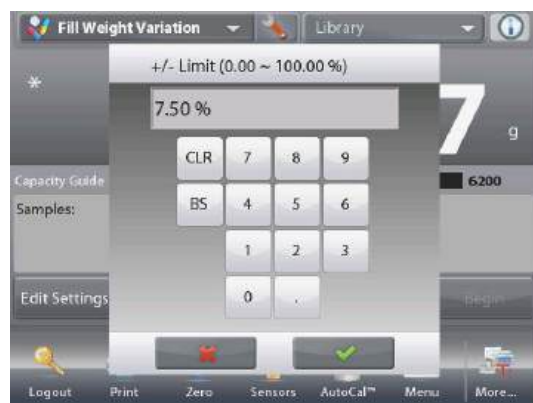 Fill Weight Variation
Library
+/- Limit (0.00 ~ 100.00 %)
*
7.50 %
7
g
CLR 7 8 9
Capacity Guide
6200
Samples:
BS 4 5 6
1 2 3
Edit Settings
0 .
begin
Logout Print Zero Sensors AutoCal™ Menu More...